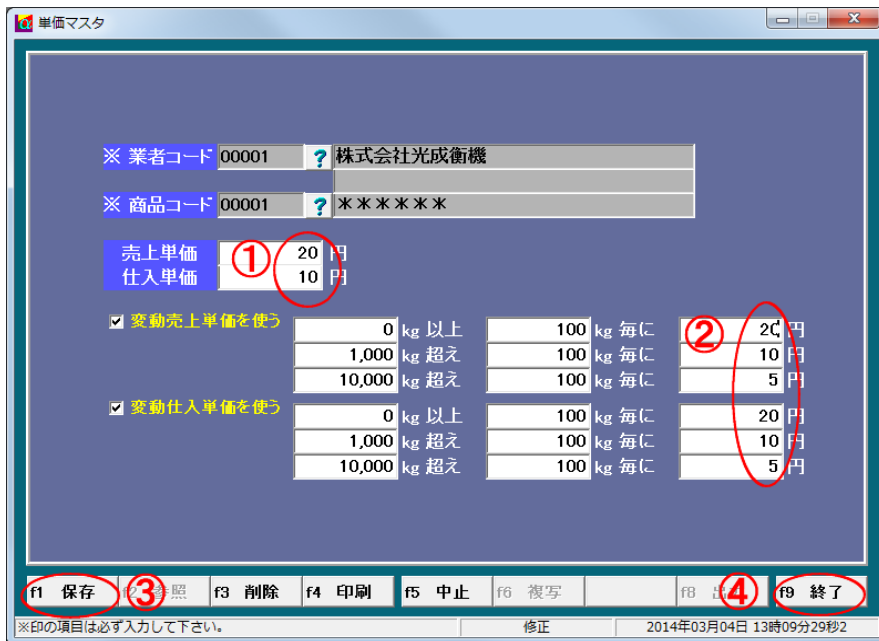 単価マスタ
※ 業者コード 00001 ? 株式会社光成衡機
※ 商品コード 00001 ? ******
売上単価 ① 20 円
仕入単価 10 円
変動売上単価を使う
0 kg 以上 100 kg 毎に ② 20 円
1,000 kg 超え 100 kg 毎に 10 円
10,000 kg 超え 100 kg 毎に 5 円
変動仕入単価を使う
0 kg 以上 100 kg 毎に 20 円
1,000 kg 超え 100 kg 毎に 10 円
10,000 kg 超え 100 kg 毎に 5 円
f1 保存 f2 ③ 参照 f3 削除 f4 印刷 f5 中止 f6 複写 f8 ④ f9 終了
※印の項目は必ず入力して下さい。 修正 2014年03月04日 13時09分29秒2